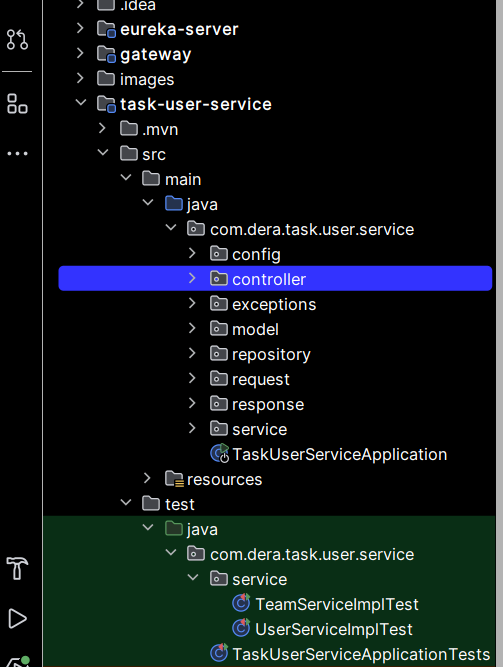 .idea
eureka-server
gateway
images
task-user-service
.mvn
src
main
java
com.dera.task.user.service
config
controller
exceptions
model
repository
request
response
service
TaskUserServiceApplication
resources
test
java
com.dera.task.user.service
service
TeamServiceImplTest
UserServiceImplTest
TaskUserServiceApplicationTests